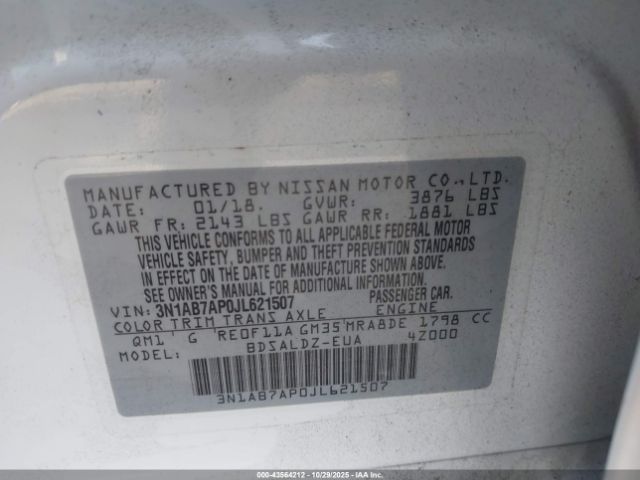 MANUFACTURED BY NISSAN MOTOR CO., LTD.
DATE: 01/18. GVWR: 3876 LBS
GAWR FR: 2143 LBS GAWR RR: 1881 LBS
THIS VEHICLE CONFORMS TO ALL APPLICABLE FEDERAL MOTOR
VEHICLE SAFETY, BUMPER AND THEFT PREVENTION STANDARDS
IN EFFECT ON THE DATE OF MANUFACTURE SHOWN ABOVE.
SEE OWNER'S MANUAL FOR ADDITIONAL INFORMATION
VIN: 3N1AB7AP0JL621507 PASSENGER CAR.
COLOR TRIM TRANS AXLE ENGINE
QM1 G RE0F11A GM35 MRA8DE 1798 CC
MODEL: BDSALDZ-EUA 4Z000
3N1AB7AP0JL621507
000-43564212 | 10/29/2025 | IAA.com